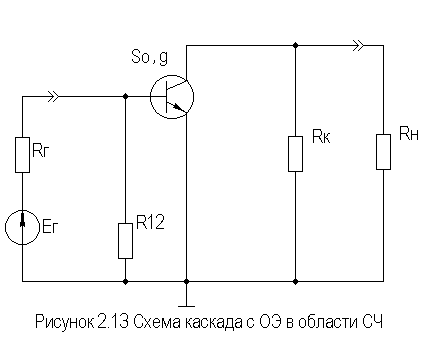 So,g
Rг
Rк
Rн
Eг
R12
Рисунок 2.13 Схема каскада с ОЭ в области СЧ